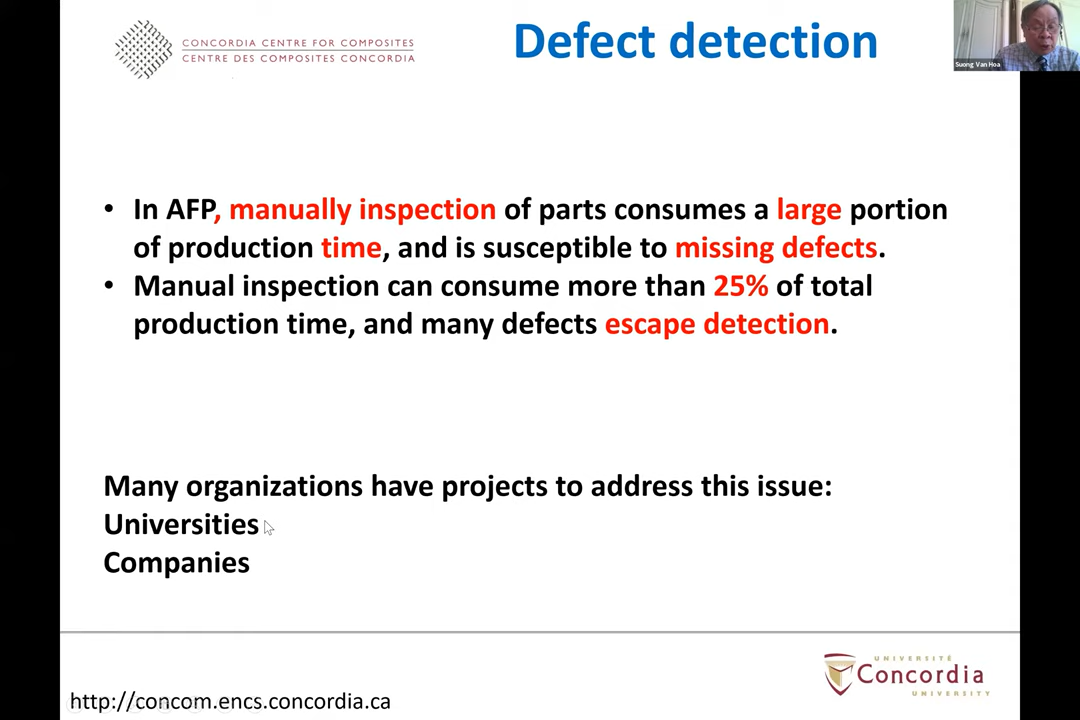 CONCORDIA CENTRE FOR COMPOSITES
CENTRE DES COMPOSITES CONCORDIA
Defect detection
Suong Van Hoa
• In AFP, manually inspection of parts consumes a large portion
of production time, and is susceptible to missing defects.
• Manual inspection can consume more than 25% of total
production time, and many defects escape detection.
Many organizations have projects to address this issue:
Universities
Companies
UNIVERSITÉ
Concordia
UNIVERSITY
http://concom.encs.concordia.ca